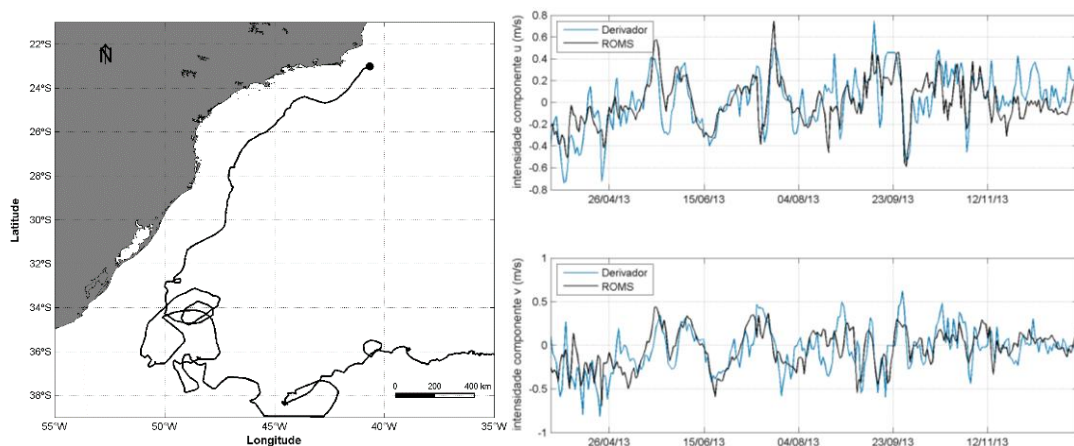 N
22°S
24°S
26°S
28°S
30°S
32°S
34°S
36°S
38°S
Latitude
0 200 400 km
55°W 50°W 45°W 40°W 35°W
Longitude
0.8
0.6
0.4
0.2
0
-0.2
-0.4
-0.6
-0.8
intensidade componente u (m/s)
Derivador
ROMS
26/04/13 15/06/13 04/08/13 23/09/13 12/11/13
1
0.5
0
-0.5
-1
intensidade componente v (m/s)
Derivador
ROMS
26/04/13 15/06/13 04/08/13 23/09/13 12/11/13